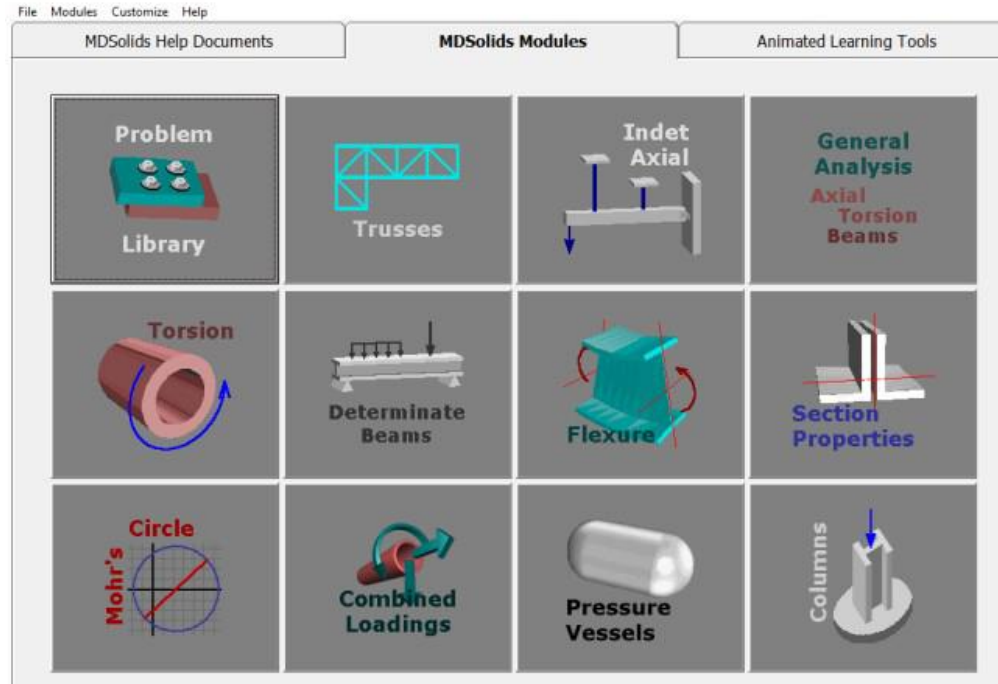 File Modules Customize Help
MDSolids Help Documents
MDSolids Modules
Animated Learning Tools
Problem
Library
Trusses
Indet
Axial
General
Analysis
Axial
Torsion
Beams
Torsion
Determinate
Beams
Flexure
Section
Properties
Mohr's
Circle
Combined
Loadings
Pressure
Vessels
Columns